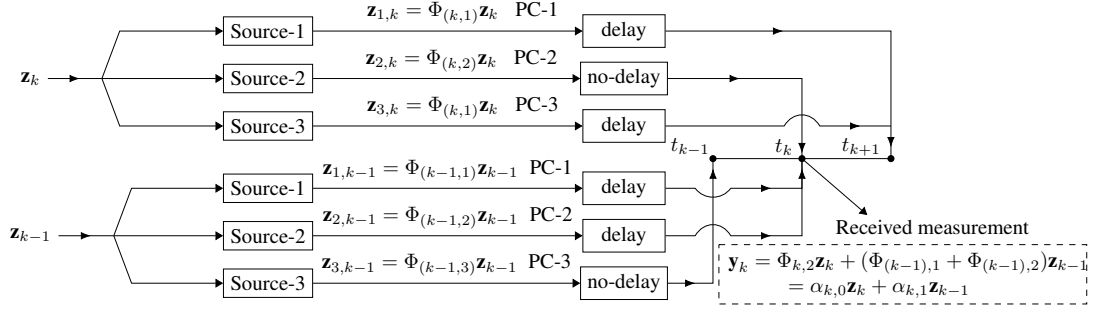 z_{1,k} = Φ_{(k,1)}z_k PC-1
Source-1 delay
z_{2,k} = Φ_{(k,2)}z_k PC-2
z_k Source-2 no-delay
z_{3,k} = Φ_{(k,1)}z_k PC-3
Source-3 delay
t_{k−1} t_k t_{k+1}
z_{1,k−1} = Φ_{(k−1,1)}z_{k−1} PC-1
Source-1 delay
z_{2,k−1} = Φ_{(k−1,2)}z_{k−1} PC-2
z_{k−1} Source-2 delay
Received measurement
z_{3,k−1} = Φ_{(k−1,3)}z_{k−1} PC-3
Source-3 no-delay
y_k = Φ_{k,2}z_k + (Φ_{(k−1),1} + Φ_{(k−1),2})z_{k−1}
= α_{k,0}z_k + α_{k,1}z_{k−1}